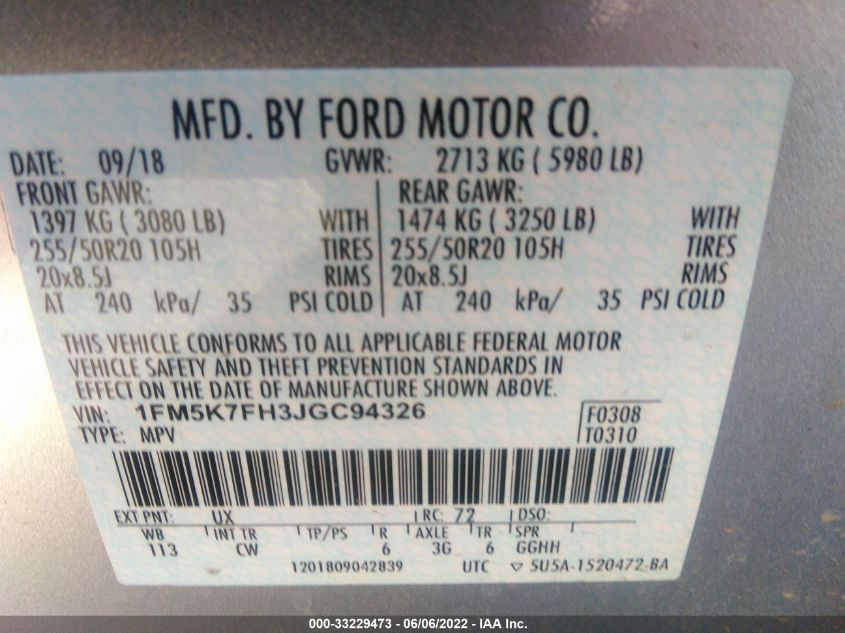 MFD. BY FORD MOTOR CO.
DATE: 09/18 GVWR: 2713 KG ( 5980 LB)
FRONT GAWR: REAR GAWR:
1397 KG ( 3080 LB) WITH 1474 KG ( 3250 LB) WITH
255/50R20 105H TIRES 255/50R20 105H TIRES
20x8.5J RIMS 20x8.5J RIMS
AT 240 kPa/ 35 PSI COLD AT 240 kPa/ 35 PSI COLD
THIS VEHICLE CONFORMS TO ALL APPLICABLE FEDERAL MOTOR
VEHICLE SAFETY AND THEFT PREVENTION STANDARDS IN
EFFECT ON THE DATE OF MANUFACTURE SHOWN ABOVE.
VIN: 1FM5K7FH3JGC94326 F0308
TYPE: MPV T0310
EXT PNT: UX RC: 72 DSO:
WB INT TR TP/PS R AXLE TR SPR
113 CW 6 3G 6 GGHH
1201809042839 UTC ▽ 5U5A-1520472-BA
000-33229473 - 06/06/2022 - IAA Inc.